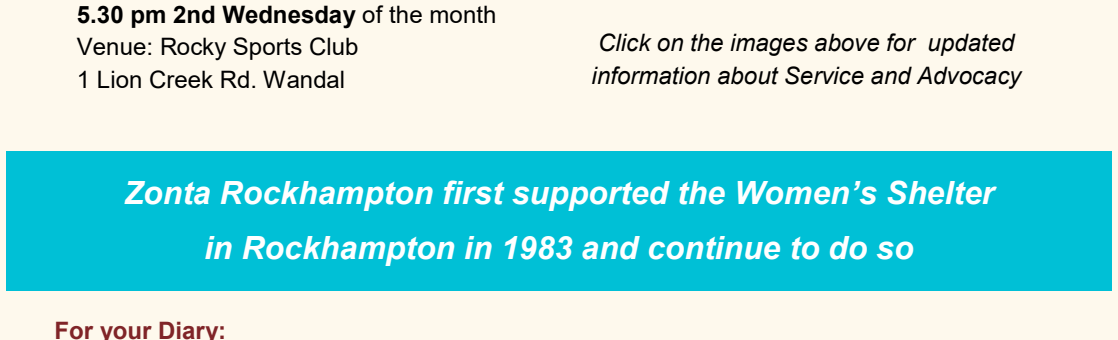 5.30 pm 2nd Wednesday of the month
Venue: Rocky Sports Club
1 Lion Creek Rd. Wandal
Click on the images above for  updated
information about Service and Advocacy
Zonta Rockhampton first supported the Women’s Shelter
in Rockhampton in 1983 and continue to do so
For your Diary: